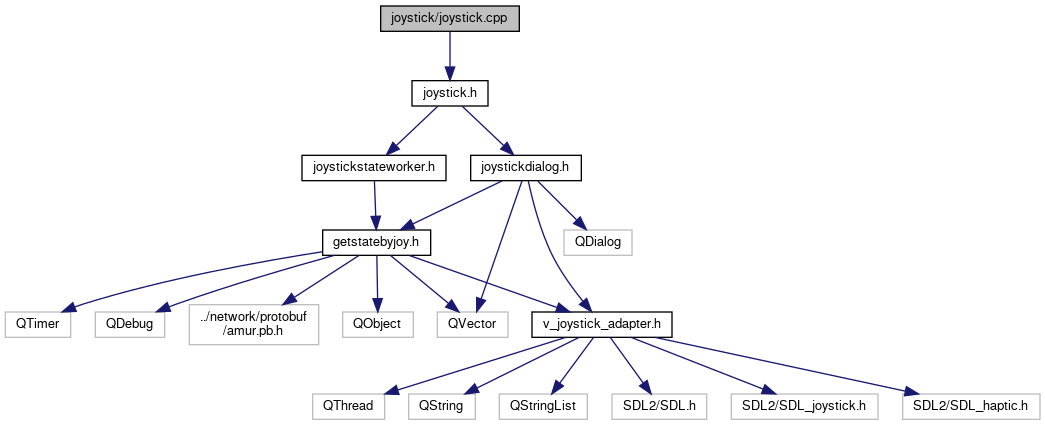 joystick/joystick.cpp
joystick.h
joystickstateworker.h
joystickdialog.h
getstatebyjoy.h
QDialog
QTimer
QDebug
../network/protobuf
/amur.pb.h
QObject
QVector
v_joystick_adapter.h
QThread
QString
QStringList
SDL2/SDL.h
SDL2/SDL_joystick.h
SDL2/SDL_haptic.h